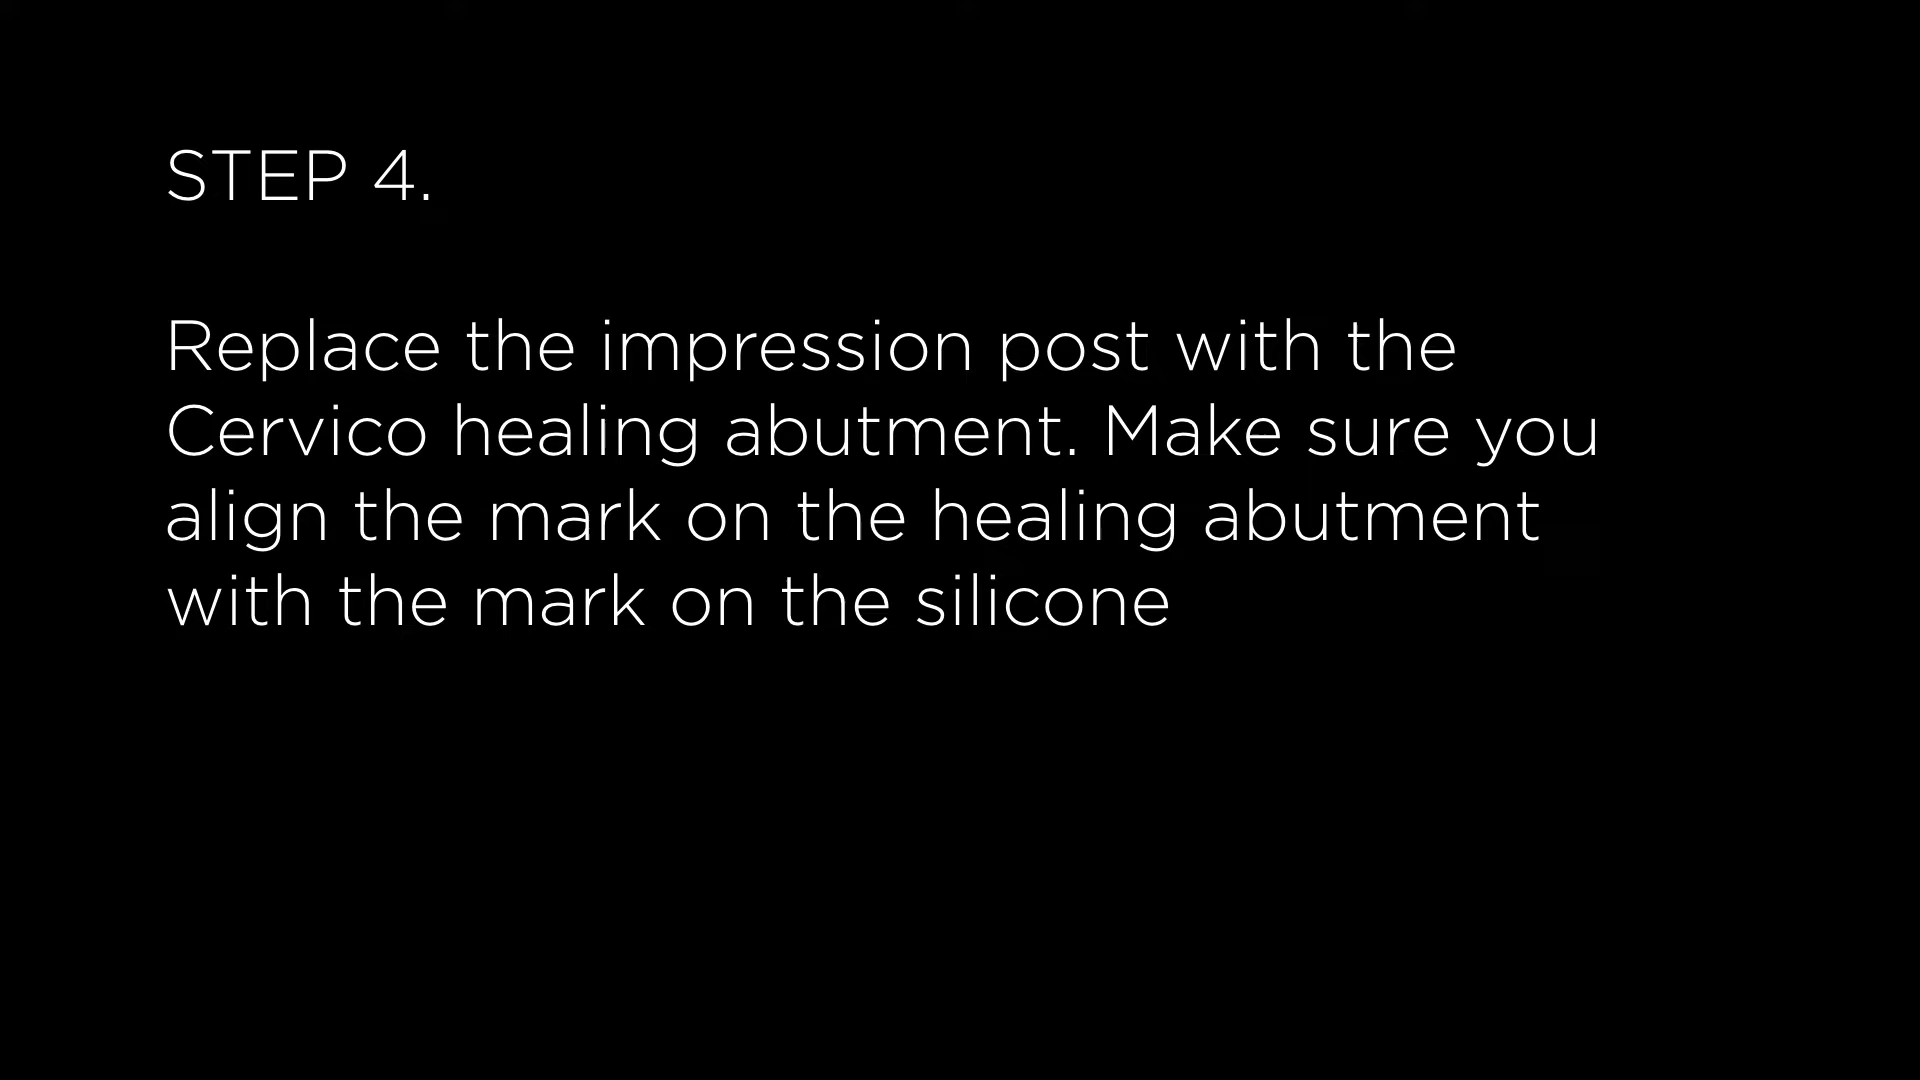 STEP 4.
Replace the impression post with the
Cervico healing abutment. Make sure you
align the mark on the healing abutment
with the mark on the silicone